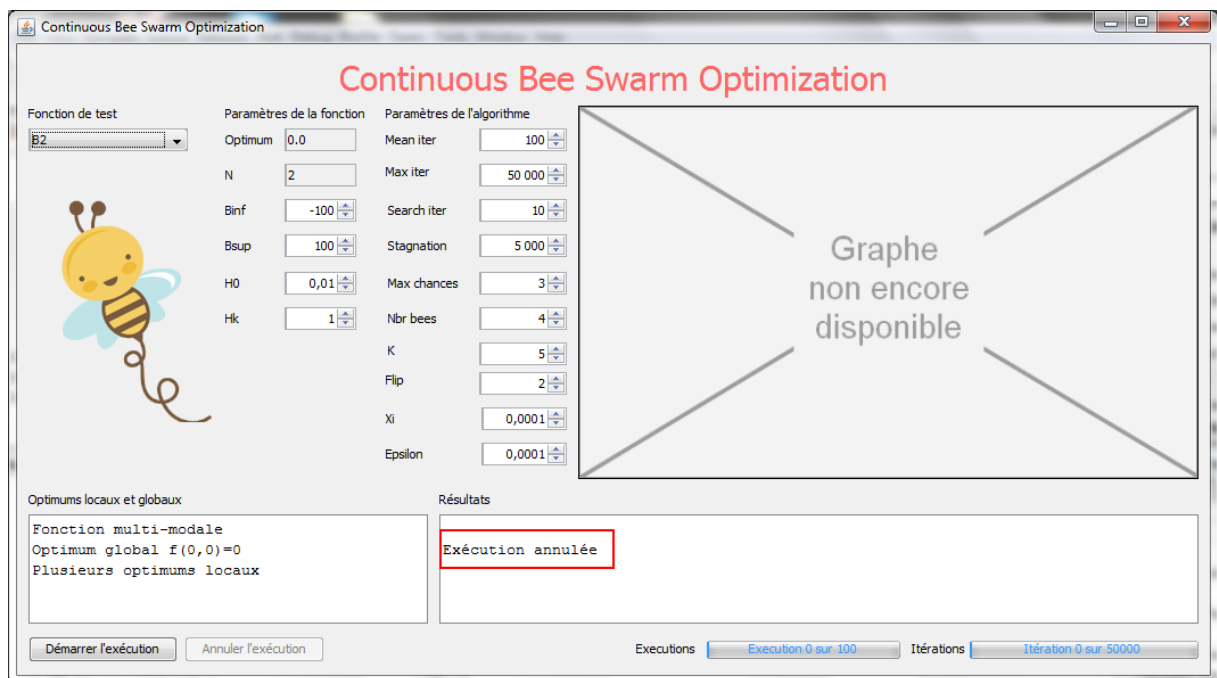 Continuous Bee Swarm Optimization
Continuous Bee Swarm Optimization
Fonction de test
B2
Paramètres de la fonction
Optimum 0.0
N 2
Binf -100
Bsup 100
H0 0,01
Hk 1
Paramètres de l'algorithme
Mean iter 100
Max iter 50 000
Search iter 10
Stagnation 5 000
Max chances 3
Nbr bees 4
K 5
Flip 2
Xi 0,0001
Epsilon 0,0001
Graphe
non encore
disponible
Optimums locaux et globaux
Fonction multi-modale
Optimum global f(0,0)=0
Plusieurs optimums locaux
Résultats
Exécution annulée
Démarrer l'exécution
Annuler l'exécution
Executions
Execution 0 sur 100
Itérations
Itération 0 sur 50000